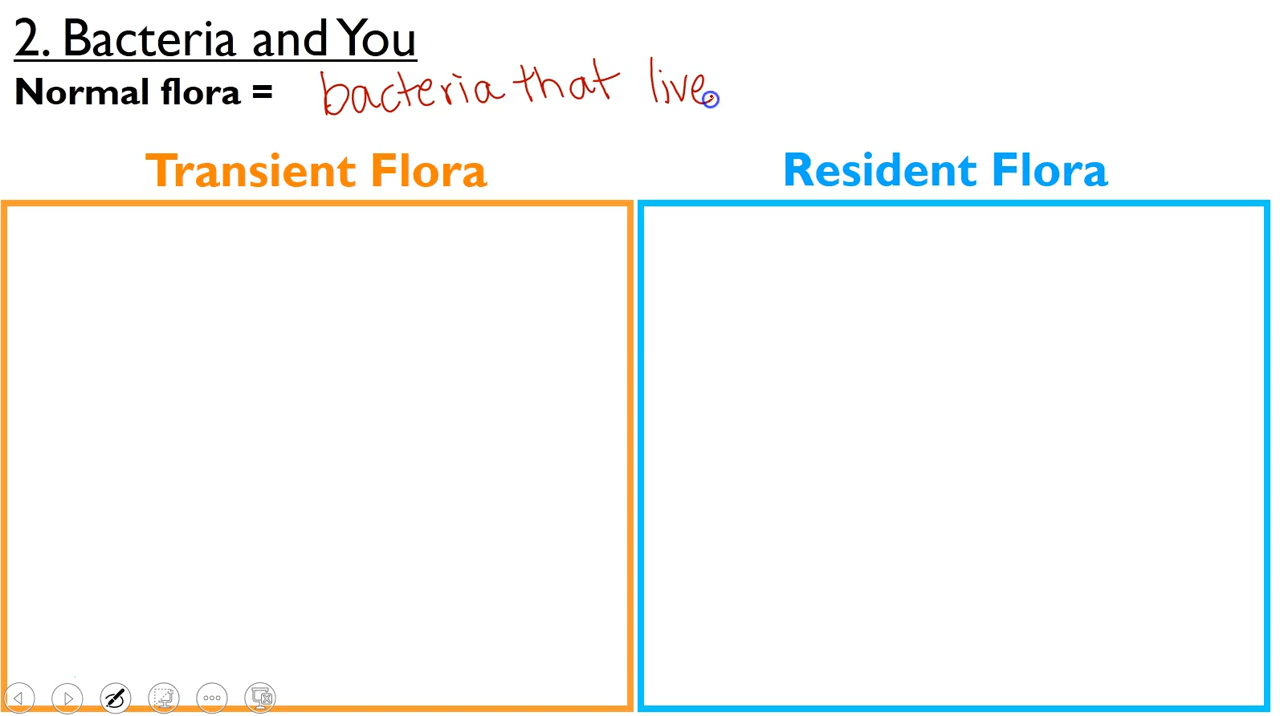 2. Bacteria and You
Normal flora = bacteria that live
Transient Flora
Resident Flora